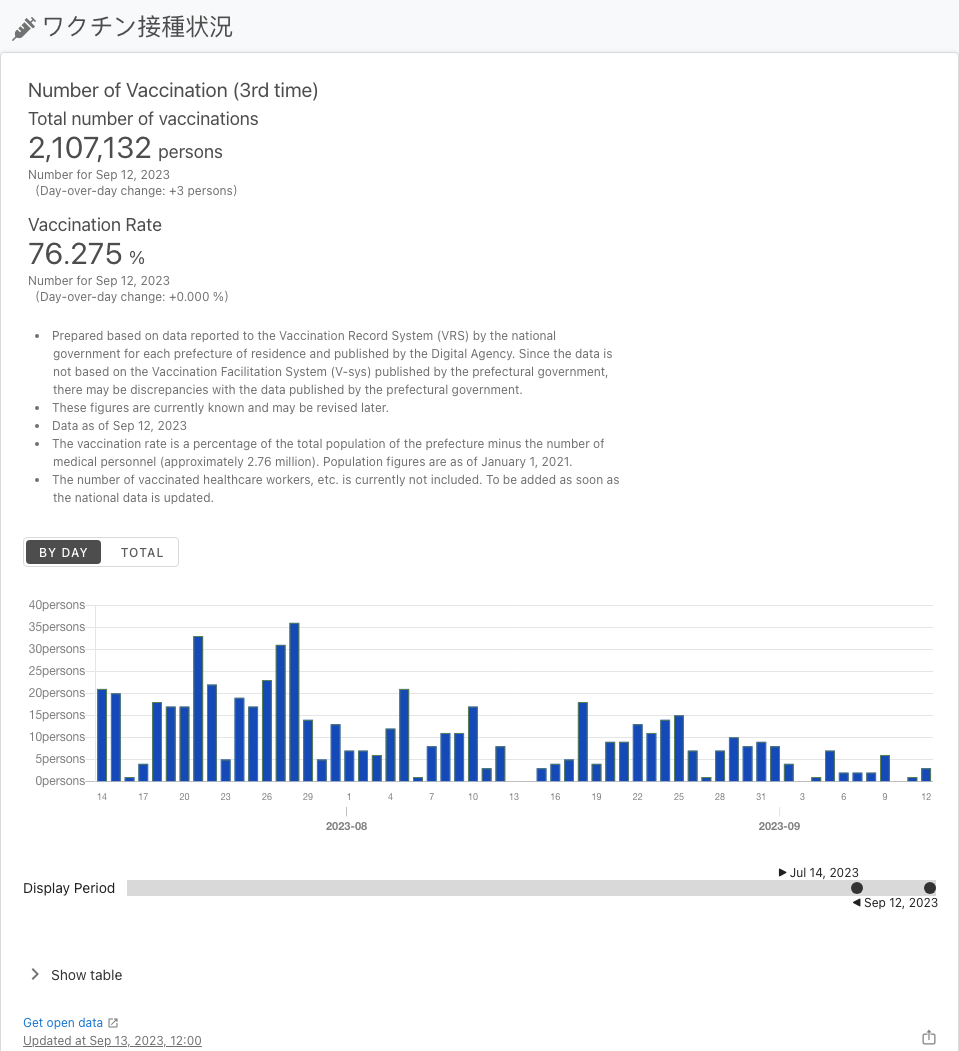 ワクチン接種状況
Number of Vaccination (3rd time)
Total number of vaccinations
2,107,132 persons
Number for Sep 12, 2023
(Day-over-day change: +3 persons)
Vaccination Rate
76.275 %
Number for Sep 12, 2023
(Day-over-day change: +0.000 %)
• Prepared based on data reported to the Vaccination Record System (VRS) by the national
government for each prefecture of residence and published by the Digital Agency. Since the data is
not based on the Vaccination Facilitation System (V-sys) published by the prefectural government,
there may be discrepancies with the data published by the prefectural government.
• These figures are currently known and may be revised later.
• Data as of Sep 12, 2023
• The vaccination rate is a percentage of the total population of the prefecture minus the number of
medical personnel (approximately 2.76 million). Population figures are as of January 1, 2021.
• The number of vaccinated healthcare workers, etc. is currently not included. To be added as soon as
the national data is updated.
BY DAY TOTAL
40persons
35persons
30persons
25persons
20persons
15persons
10persons
5persons
0persons
14 17 20 23 26 29 1 4 7 10 13 16 19 22 25 28 31 3 6 9 12
2023-08 2023-09
Jul 14, 2023
Display Period
Sep 12, 2023
Show table
Get open data
Updated at Sep 13, 2023, 12:00